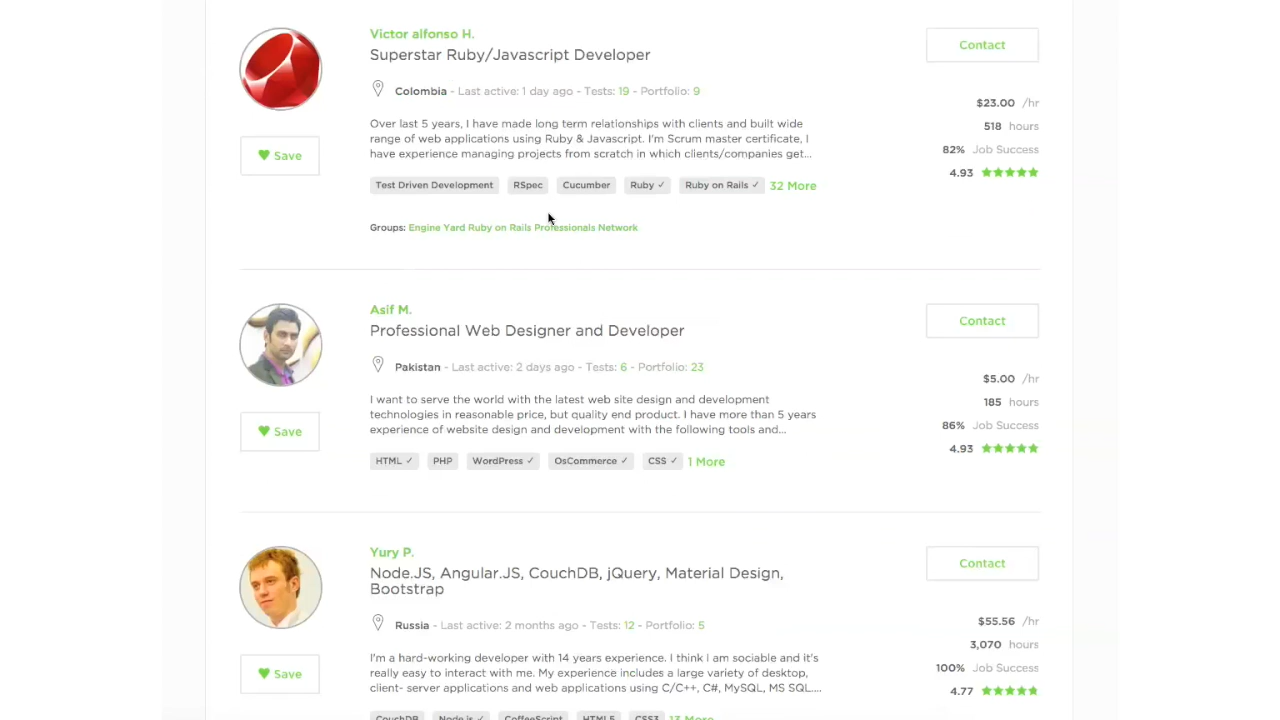 Victor alfonso H.
Superstar Ruby/Javascript Developer
Contact
Colombia - Last active: 1 day ago - Tests: 19 - Portfolio: 9
$23.00 /hr
Over last 5 years, I have made long term relationships with clients and built wide
518 hours
range of web applications using Ruby & Javascript. I'm Scrum master certificate, I
82% Job Success
have experience managing projects from scratch in which clients/companies get...
Save
4.93
Test Driven Development RSpec Cucumber Ruby ✓ Ruby on Rails ✓ 32 More
Groups: Engine Yard Ruby on Rails Professionals Network
Asif M.
Professional Web Designer and Developer
Contact
Pakistan - Last active: 2 days ago - Tests: 6 - Portfolio: 23
$5.00 /hr
I want to serve the world with the latest web site design and development
185 hours
technologies in reasonable price, but quality end product. I have more than 5 years
86% Job Success
experience of website design and development with the following tools and...
Save
4.93
HTML ✓ PHP WordPress ✓ OsCommerce ✓ CSS ✓ 1 More
Yury P.
Node.JS, Angular.JS, CouchDB, jQuery, Material Design,
Bootstrap
Contact
Russia - Last active: 2 months ago - Tests: 12 - Portfolio: 5
$55.56 /hr
3,070 hours
I'm a hard-working developer with 14 years experience. I think I am sociable and it's
100% Job Success
really easy to interact with me. My experience includes a large variety of desktop,
Save
client- server applications and web applications using C/C++, C#, MySQL, MS SQL....
4.77
CouchDB Node.js ✓ CoffeeScript HTML5 CSS3 13 More